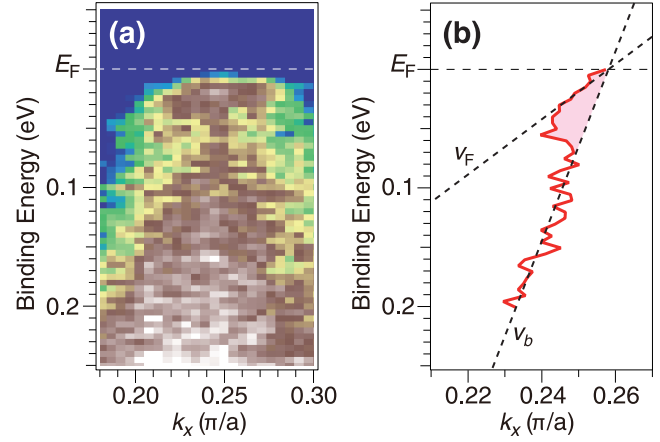 (a)
E_F
0.1
0.2
Binding Energy (eV)
0.20
0.25
0.30
k_x (π/a)
(b)
E_F
0.1
0.2
Binding Energy (eV)
v_F
v_b
0.22
0.24
0.26
k_x (π/a)